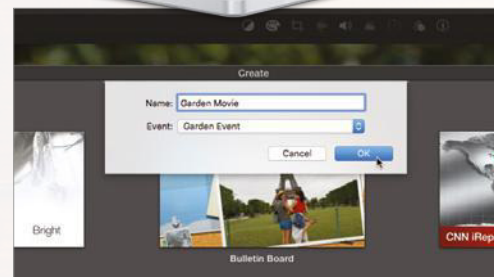 Create
Name: Garden Movie
Event: Garden Event
Cancel OK
Bright
CNN iRep
Bulletin Board